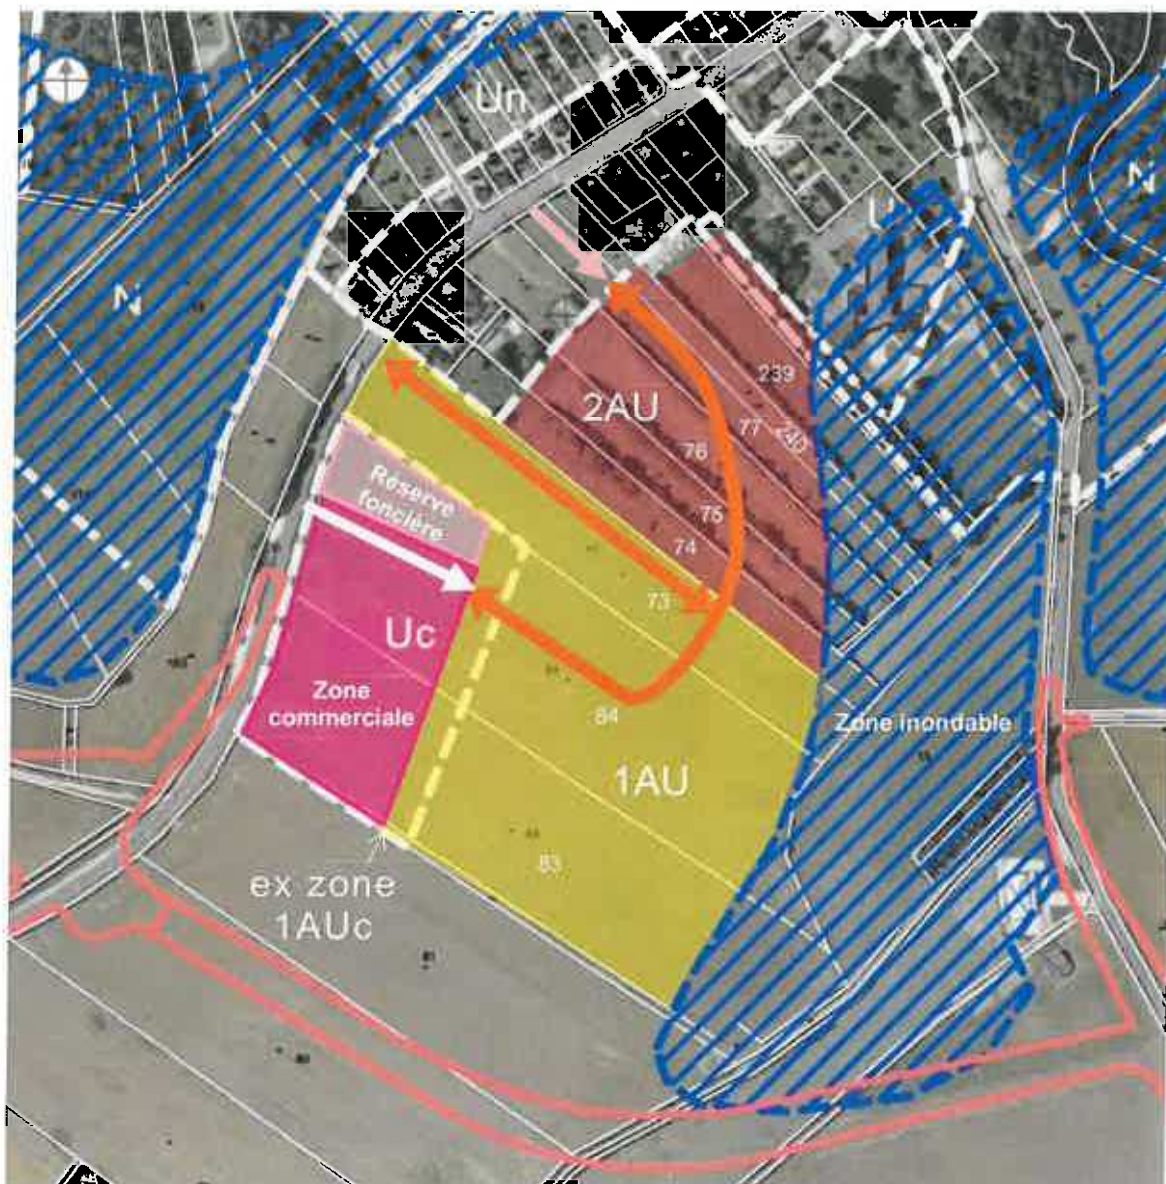 Un
N
N
U
239
2AU
77
240
76
Réserve
foncière
75
74
73
Uc
Zone
commerciale
84
Zone inondable
1AU
83
ex zone
1AUc